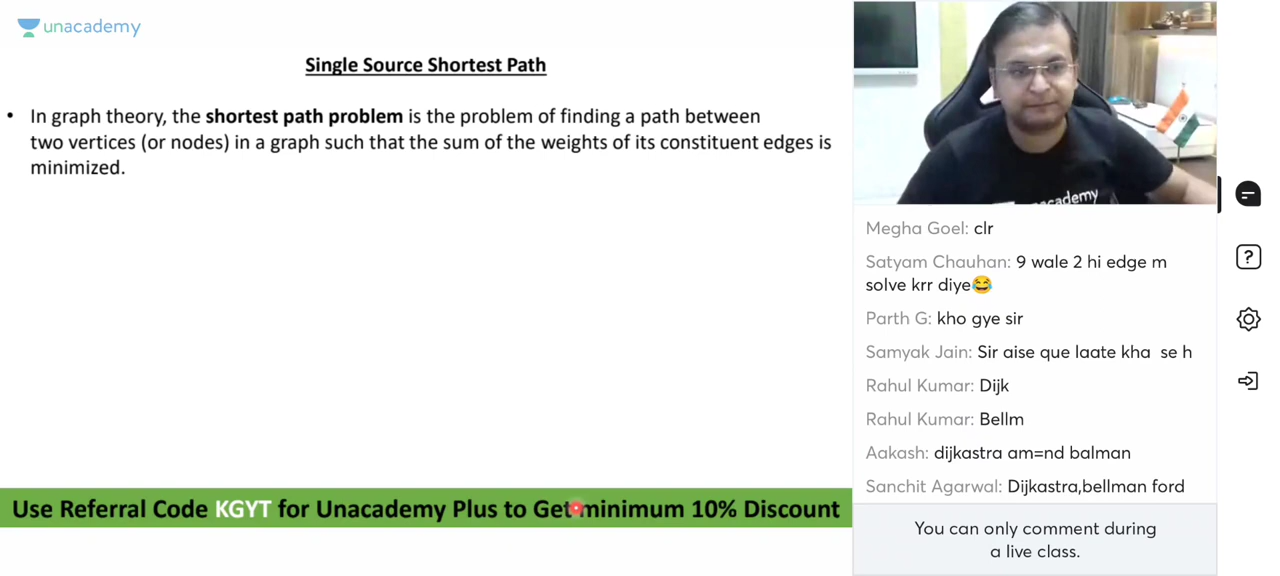 unacademy
Single Source Shortest Path
• In graph theory, the shortest path problem is the problem of finding a path between
two vertices (or nodes) in a graph such that the sum of the weights of its constituent edges is
minimized.
Use Referral Code KGYT for Unacademy Plus to Get minimum 10% Discount
Megha Goel: clr
Satyam Chauhan: 9 wale 2 hi edge m
solve krr diye😂
Parth G: kho gye sir
Samyak Jain: Sir aise que laate kha se h
Rahul Kumar: Dijk
Rahul Kumar: Bellm
Aakash: dijkastra am=nd balman
Sanchit Agarwal: Dijkastra,bellman ford
You can only comment during
a live class.